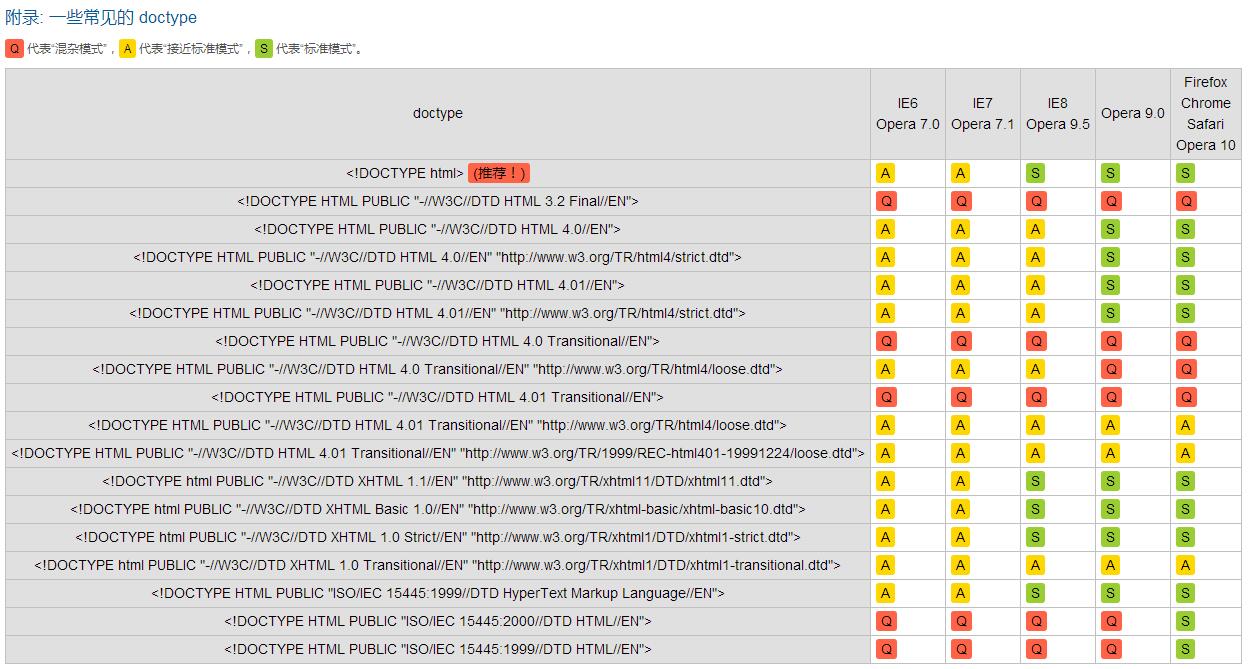 附录: 一些常见的 doctype
Q 代表“混杂模式”，A 代表“接近标准模式”，S 代表“标准模式”。
doctype IE6 Opera 7.0 IE7 Opera 7.1 IE8 Opera 9.5 Opera 9.0 Firefox Chrome Safari Opera 10
<!DOCTYPE html> (推荐！) A A S S S
<!DOCTYPE HTML PUBLIC "-//W3C//DTD HTML 3.2 Final//EN"> Q Q Q Q Q
<!DOCTYPE HTML PUBLIC "-//W3C//DTD HTML 4.0//EN"> A A A S S
<!DOCTYPE HTML PUBLIC "-//W3C//DTD HTML 4.0//EN" "http://www.w3.org/TR/html4/strict.dtd"> A A A S S
<!DOCTYPE HTML PUBLIC "-//W3C//DTD HTML 4.01//EN"> A A A S S
<!DOCTYPE HTML PUBLIC "-//W3C//DTD HTML 4.01//EN" "http://www.w3.org/TR/html4/strict.dtd"> A A A S S
<!DOCTYPE HTML PUBLIC "-//W3C//DTD HTML 4.0 Transitional//EN"> Q Q Q Q Q
<!DOCTYPE HTML PUBLIC "-//W3C//DTD HTML 4.0 Transitional//EN" "http://www.w3.org/TR/html4/loose.dtd"> A A A Q Q
<!DOCTYPE HTML PUBLIC "-//W3C//DTD HTML 4.01 Transitional//EN"> Q Q Q Q Q
<!DOCTYPE HTML PUBLIC "-//W3C//DTD HTML 4.01 Transitional//EN" "http://www.w3.org/TR/html4/loose.dtd"> A A A A A
<!DOCTYPE HTML PUBLIC "-//W3C//DTD HTML 4.01 Transitional//EN" "http://www.w3.org/TR/1999/REC-html401-19991224/loose.dtd"> A A A A A
<!DOCTYPE html PUBLIC "-//W3C//DTD XHTML 1.1//EN" "http://www.w3.org/TR/xhtml11/DTD/xhtml11.dtd"> A A S S S
<!DOCTYPE html PUBLIC "-//W3C//DTD XHTML Basic 1.0//EN" "http://www.w3.org/TR/xhtml-basic/xhtml-basic10.dtd"> A A S S S
<!DOCTYPE html PUBLIC "-//W3C//DTD XHTML 1.0 Strict//EN" "http://www.w3.org/TR/xhtml1/DTD/xhtml1-strict.dtd"> A A S S S
<!DOCTYPE html PUBLIC "-//W3C//DTD XHTML 1.0 Transitional//EN" "http://www.w3.org/TR/xhtml1/DTD/xhtml1-transitional.dtd"> A A A A A
<!DOCTYPE HTML PUBLIC "ISO/IEC 15445:1999//DTD HyperText Markup Language//EN"> A A S S S
<!DOCTYPE HTML PUBLIC "ISO/IEC 15445:2000//DTD HTML//EN"> Q Q Q Q S
<!DOCTYPE HTML PUBLIC "ISO/IEC 15445:1999//DTD HTML//EN"> Q Q Q Q S